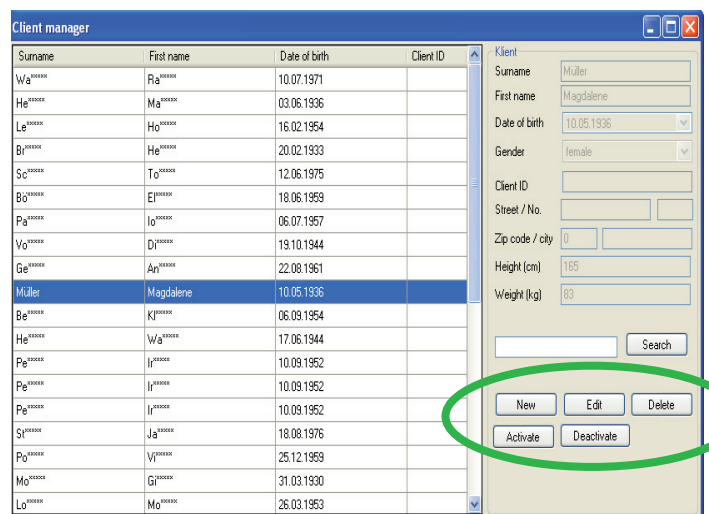 Client manager
Surname First name Date of birth Client ID
Wa***** Ra***** 10.07.1971
He***** Ma***** 03.06.1936
Le***** Ho***** 16.02.1954
Br***** He***** 20.02.1933
Sc***** To***** 12.06.1975
Bö***** El***** 18.06.1959
Pa***** Io***** 06.07.1957
Vo***** Di***** 19.10.1944
Ge***** An***** 22.08.1961
Müller Magdalene 10.05.1936
Be***** Kl***** 06.09.1954
He***** Wa***** 17.06.1944
Pe***** Ir***** 10.09.1952
Pe***** Ir***** 10.09.1952
Pe***** Ir***** 10.09.1952
St***** Ja***** 18.08.1976
Po***** Vi***** 25.12.1959
Mo***** Gi***** 31.03.1930
Lo***** Mo***** 26.03.1953
Klient
Surname Müller
First name Magdalene
Date of birth 10.05.1936
Gender female
Client ID
Street / No.
Zip code / city 0
Height (cm) 165
Weight (kg) 83
Search
New Edit Delete
Activate Deactivate